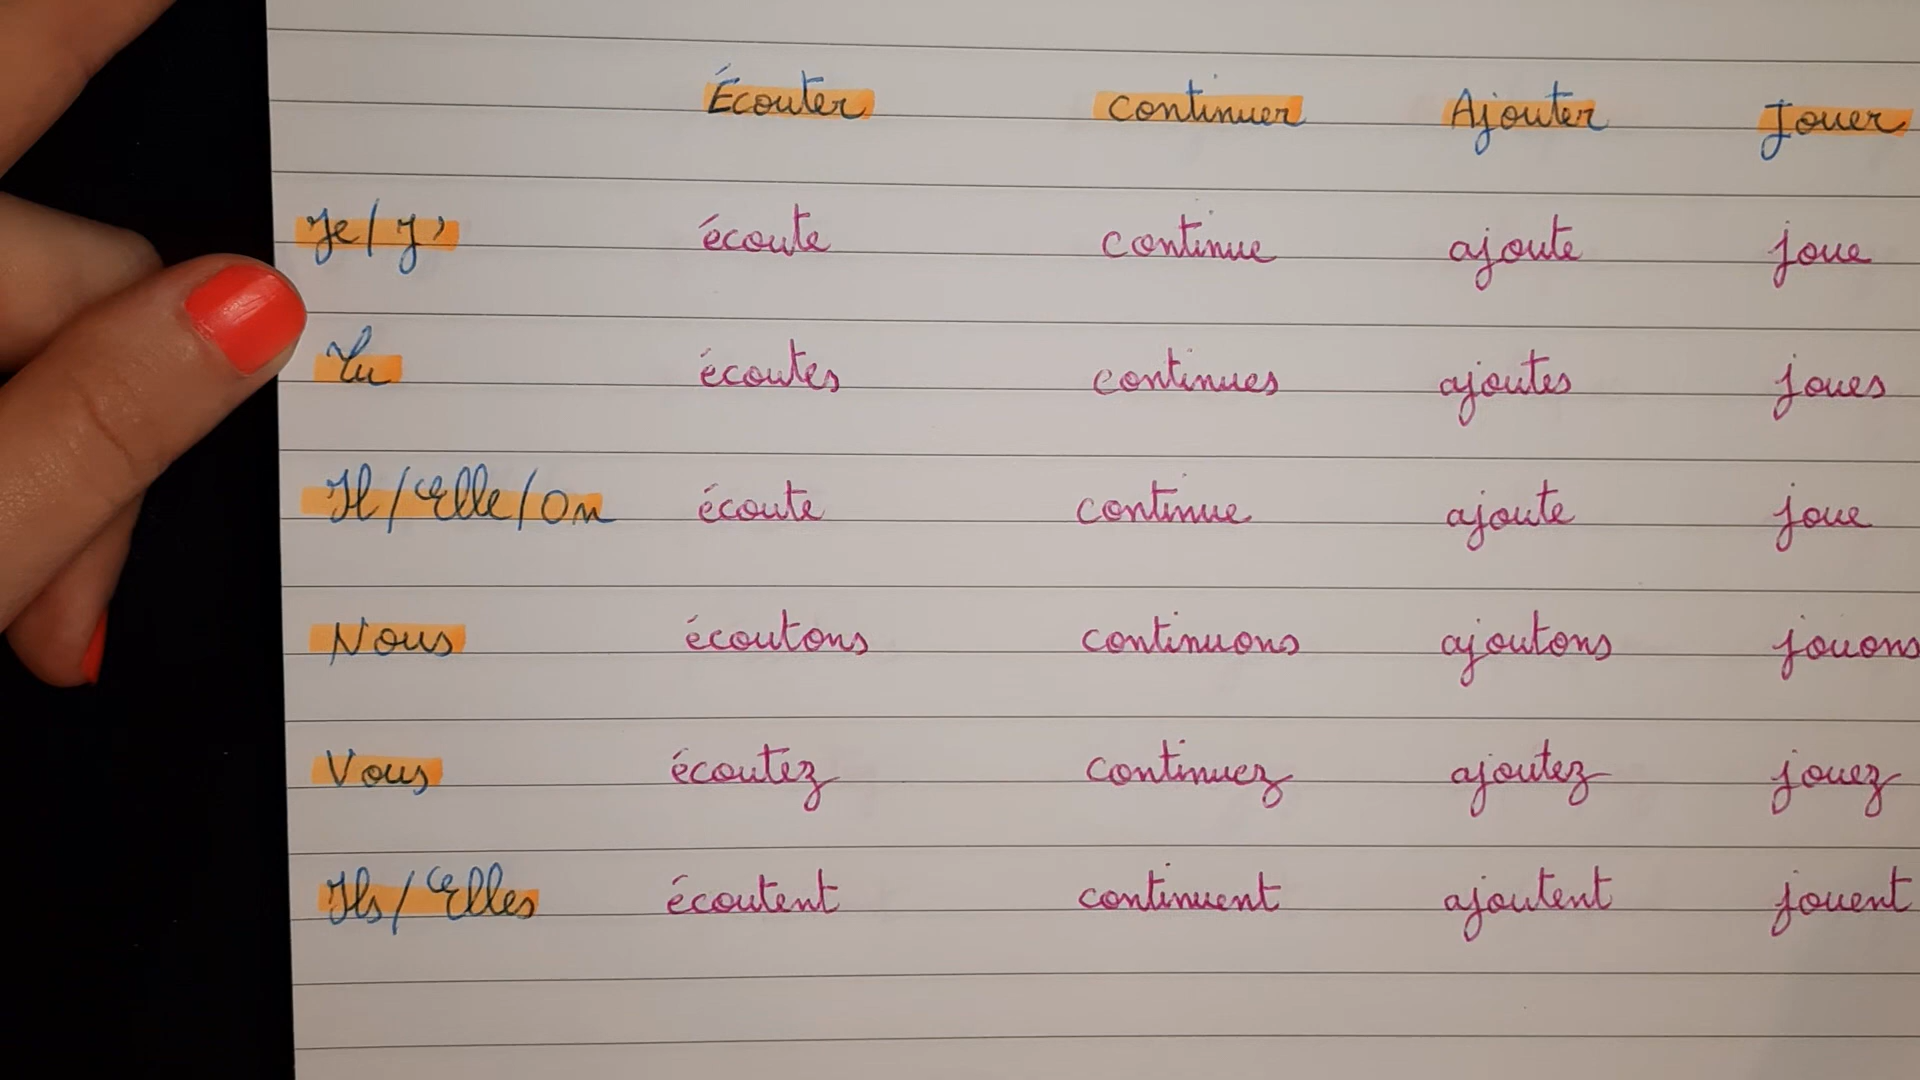 Écouter continuer Ajouter Jouer
Je/J' écoute continue ajoute joue
Tu écoutes continues ajoutes joues
Il/Elle/On écoute continue ajoute joue
Nous écoutons continuons ajoutons jouons
Vous écoutez continuez ajoutez jouez
Ils/Elles écoutent continuent ajoutent jouent